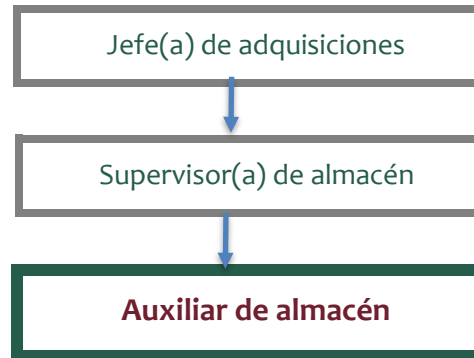 Jefe(a) de adquisiciones
Supervisor(a) de almacén
Auxiliar de almacén